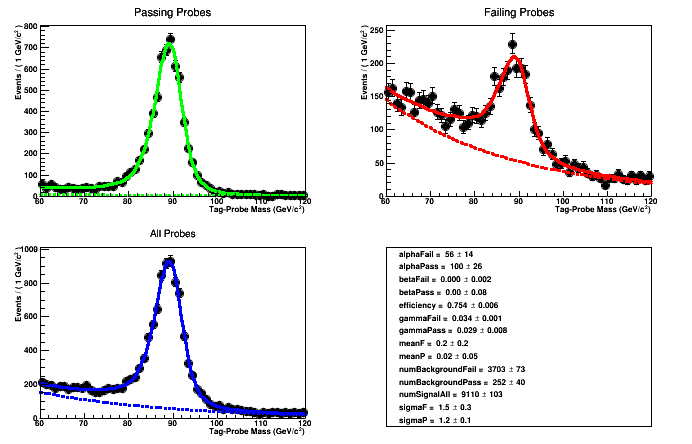 Passing Probes
Events / ( 1 GeV/c² )
800
700
600
500
400
300
200
100
0
60 70 80 90 100 110 120
Tag-Probe Mass (GeV/c²)
Failing Probes
Events / ( 1 GeV/c² )
250
200
150
100
50
60 70 80 90 100 110 120
Tag-Probe Mass (GeV/c²)
All Probes
Events / ( 1 GeV/c² )
1000
800
600
400
200
0
60 70 80 90 100 110 120
Tag-Probe Mass (GeV/c²)
alphaFail = 56 ± 14
alphaPass = 100 ± 26
betaFail = 0.000 ± 0.002
betaPass = 0.00 ± 0.08
efficiency = 0.754 ± 0.006
gammaFail = 0.034 ± 0.001
gammaPass = 0.029 ± 0.008
meanF = 0.2 ± 0.2
meanP = 0.02 ± 0.05
numBackgroundFail = 3703 ± 73
numBackgroundPass = 252 ± 40
numSignalAll = 9110 ± 103
sigmaF = 1.5 ± 0.3
sigmaP = 1.2 ± 0.1